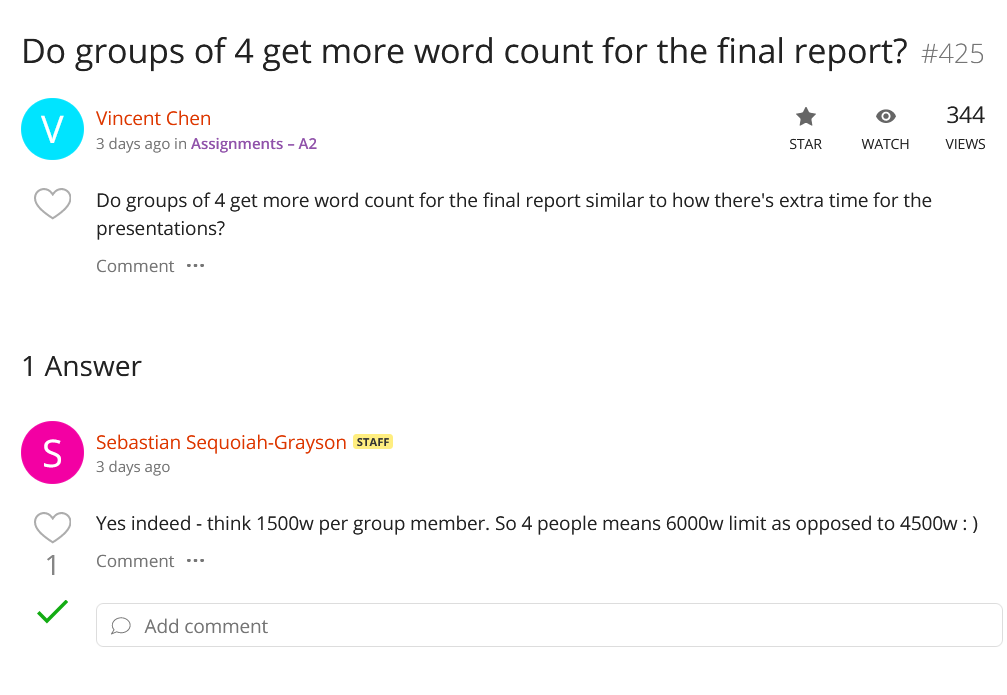 Do groups of 4 get more word count for the final report? #425
V
Vincent Chen
3 days ago in Assignments – A2
STAR
WATCH
344
VIEWS
Do groups of 4 get more word count for the final report similar to how there's extra time for the
presentations?
Comment ···
1 Answer
S
Sebastian Sequoiah-Grayson STAFF
3 days ago
Yes indeed - think 1500w per group member. So 4 people means 6000w limit as opposed to 4500w : )
1
Comment ···
Add comment